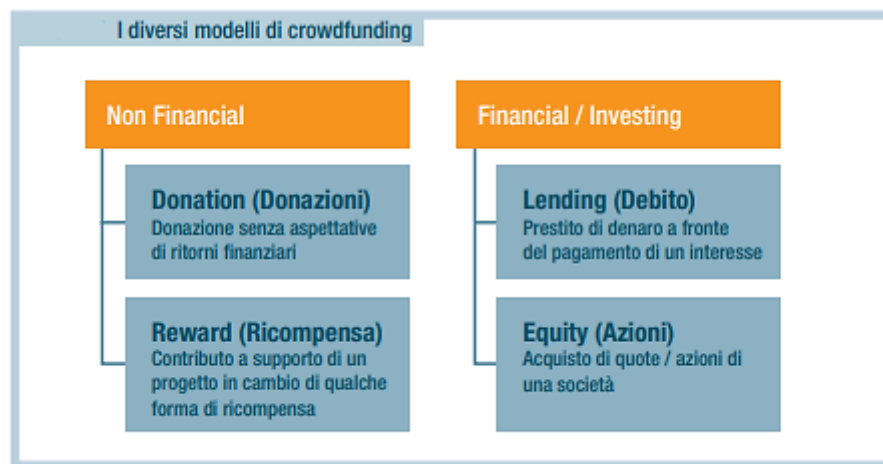 I diversi modelli di crowdfunding
Non Financial
Donation (Donazioni)
Donazione senza aspettative
di ritorni finanziari
Reward (Ricompensa)
Contributo a supporto di un
progetto in cambio di qualche
forma di ricompensa
Financial / Investing
Lending (Debito)
Prestito di denaro a fronte
del pagamento di un interesse
Equity (Azioni)
Acquisto di quote / azioni di
una società